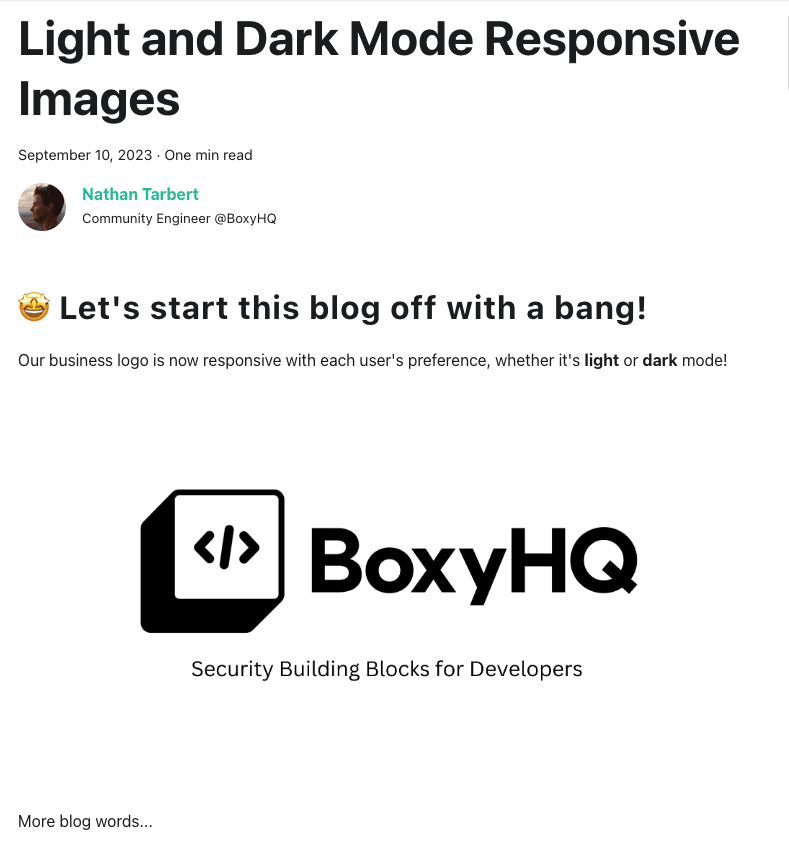 Light and Dark Mode Responsive
Images
September 10, 2023 · One min read
Nathan Tarbert
Community Engineer @BoxyHQ
🤩 Let's start this blog off with a bang!
Our business logo is now responsive with each user's preference, whether it's light or dark mode!
</>
BoxyHQ
Security Building Blocks for Developers
More blog words...